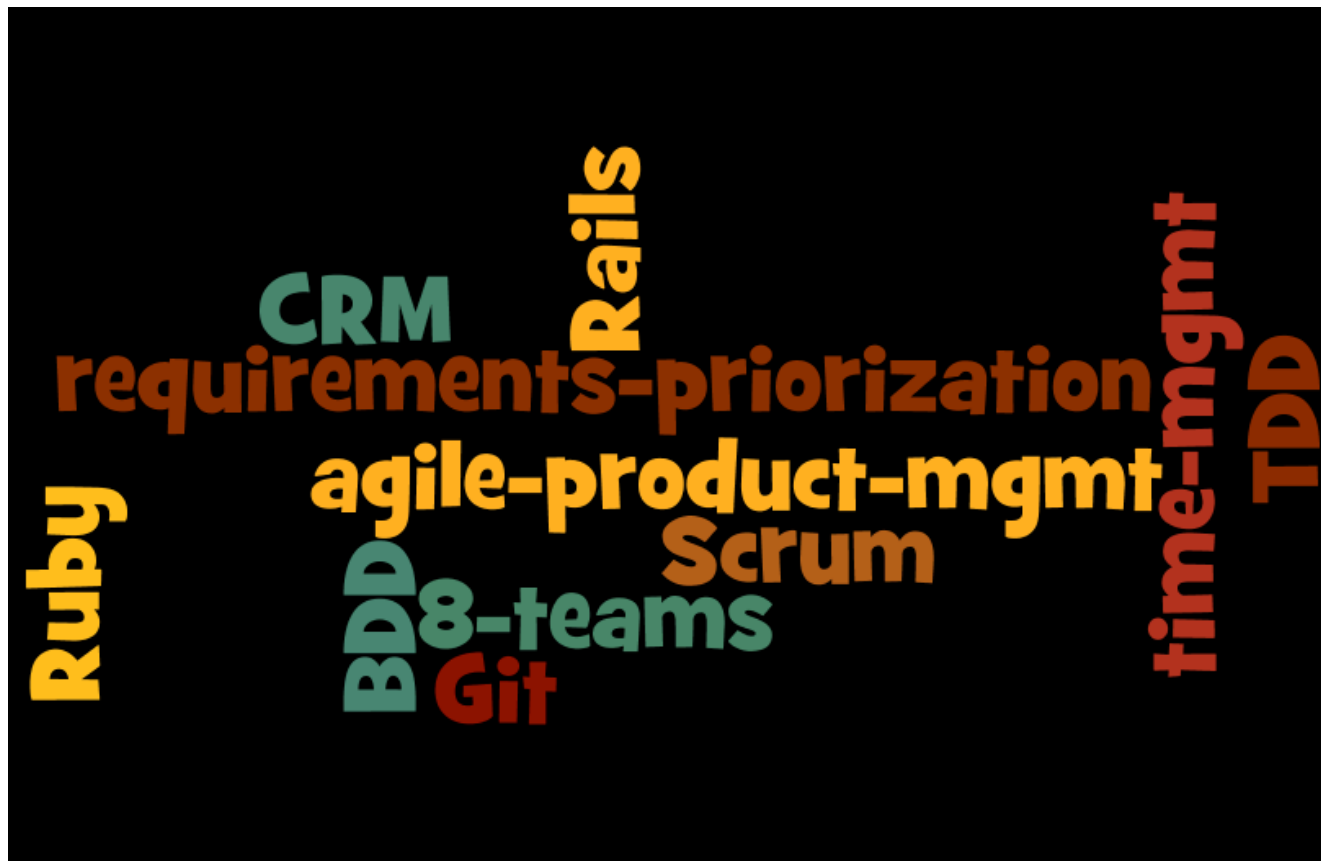 Rails
CRM
requirements-priorization
time-mgmt
TDD
agile-product-mgmt
Ruby
Scrum
BDD
8-teams
Git